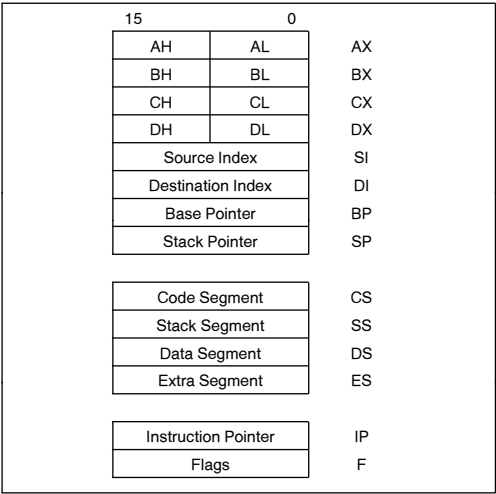 15 0
AH AL AX
BH BL BX
CH CL CX
DH DL DX
Source Index SI
Destination Index DI
Base Pointer BP
Stack Pointer SP
Code Segment CS
Stack Segment SS
Data Segment DS
Extra Segment ES
Instruction Pointer IP
Flags F